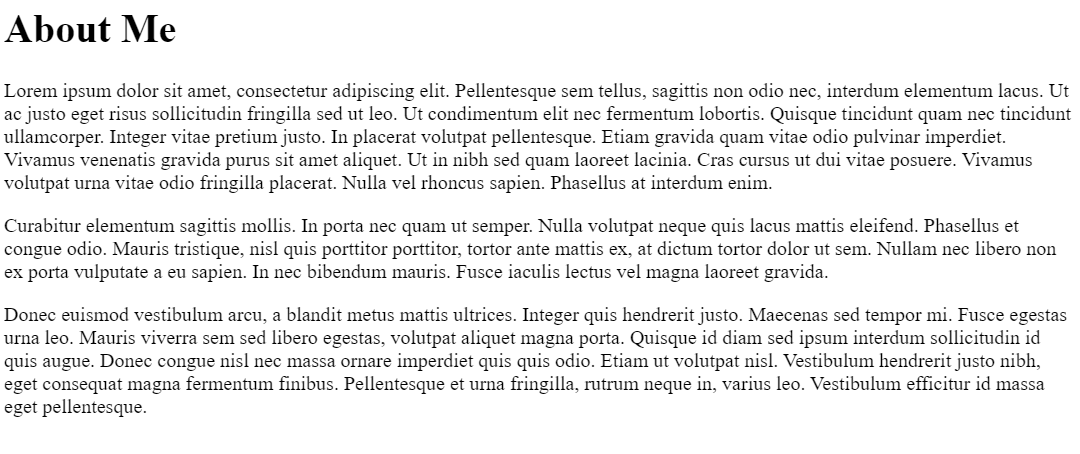 About Me
Lorem ipsum dolor sit amet, consectetur adipiscing elit. Pellentesque sem tellus, sagittis non odio nec, interdum elementum lacus. Ut
ac justo eget risus sollicitudin fringilla sed ut leo. Ut condimentum elit nec fermentum lobortis. Quisque tincidunt quam nec tincidunt
ullamcorper. Integer vitae pretium justo. In placerat volutpat pellentesque. Etiam gravida quam vitae odio pulvinar imperdiet.
Vivamus venenatis gravida purus sit amet aliquet. Ut in nibh sed quam laoreet lacinia. Cras cursus ut dui vitae posuere. Vivamus
volutpat urna vitae odio fringilla placerat. Nulla vel rhoncus sapien. Phasellus at interdum enim.
Curabitur elementum sagittis mollis. In porta nec quam ut semper. Nulla volutpat neque quis lacus mattis eleifend. Phasellus et
congue odio. Mauris tristique, nisl quis porttitor porttitor, tortor ante mattis ex, at dictum tortor dolor ut sem. Nullam nec libero non
ex porta vulputate a eu sapien. In nec bibendum mauris. Fusce iaculis lectus vel magna laoreet gravida.
Donec euismod vestibulum arcu, a blandit metus mattis ultrices. Integer quis hendrerit justo. Maecenas sed tempor mi. Fusce egestas
urna leo. Mauris viverra sem sed libero egestas, volutpat aliquet magna porta. Quisque id diam sed ipsum interdum sollicitudin id
quis augue. Donec congue nisl nec massa ornare imperdiet quis quis odio. Etiam ut volutpat nisl. Vestibulum hendrerit justo nibh,
eget consequat magna fermentum finibus. Pellentesque et urna fringilla, rutrum neque in, varius leo. Vestibulum efficitur id massa
eget pellentesque.